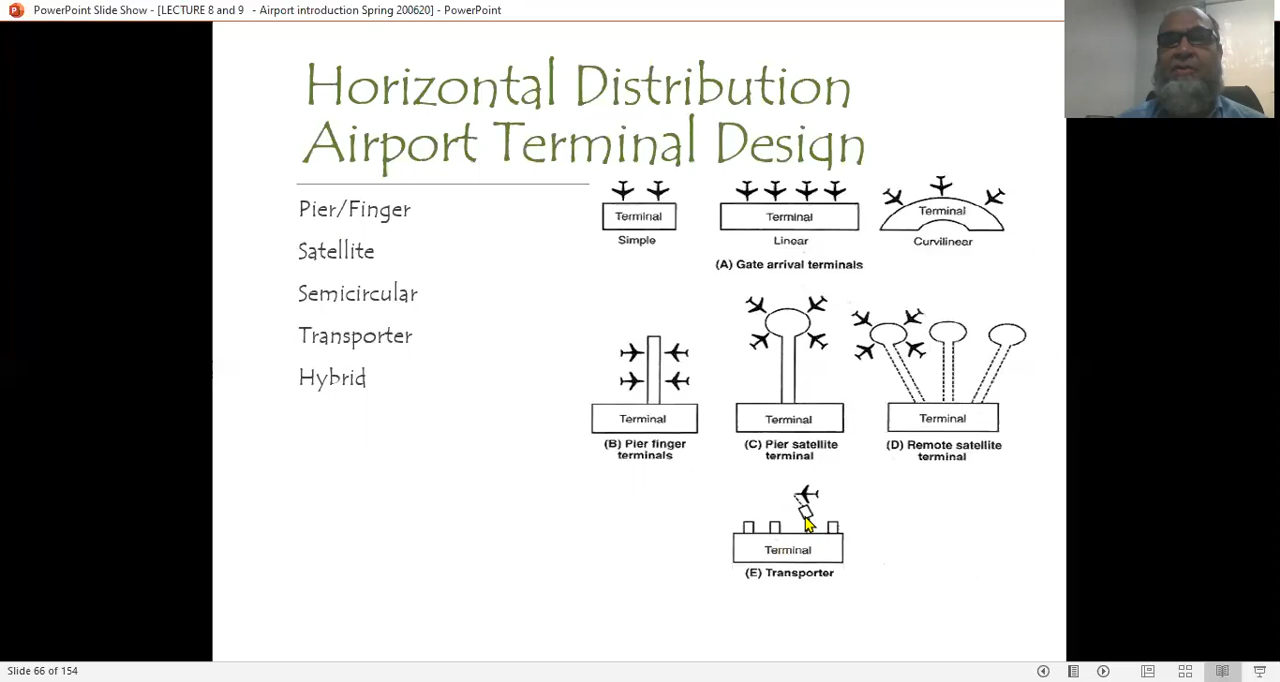 PowerPoint Slide Show - [LECTURE 8 and 9 - Airport introduction Spring 200620] - PowerPoint
Horizontal Distribution
Airport Terminal Design
Pier/Finger
Satellite
Semicircular
Transporter
Hybrid
Terminal
Simple
Terminal
Linear
Terminal
Curvilinear
(A) Gate arrival terminals
Terminal
(B) Pier finger
terminals
Terminal
(C) Pier satellite
terminal
Terminal
(D) Remote satellite
terminal
Terminal
(E) Transporter
Slide 66 of 154